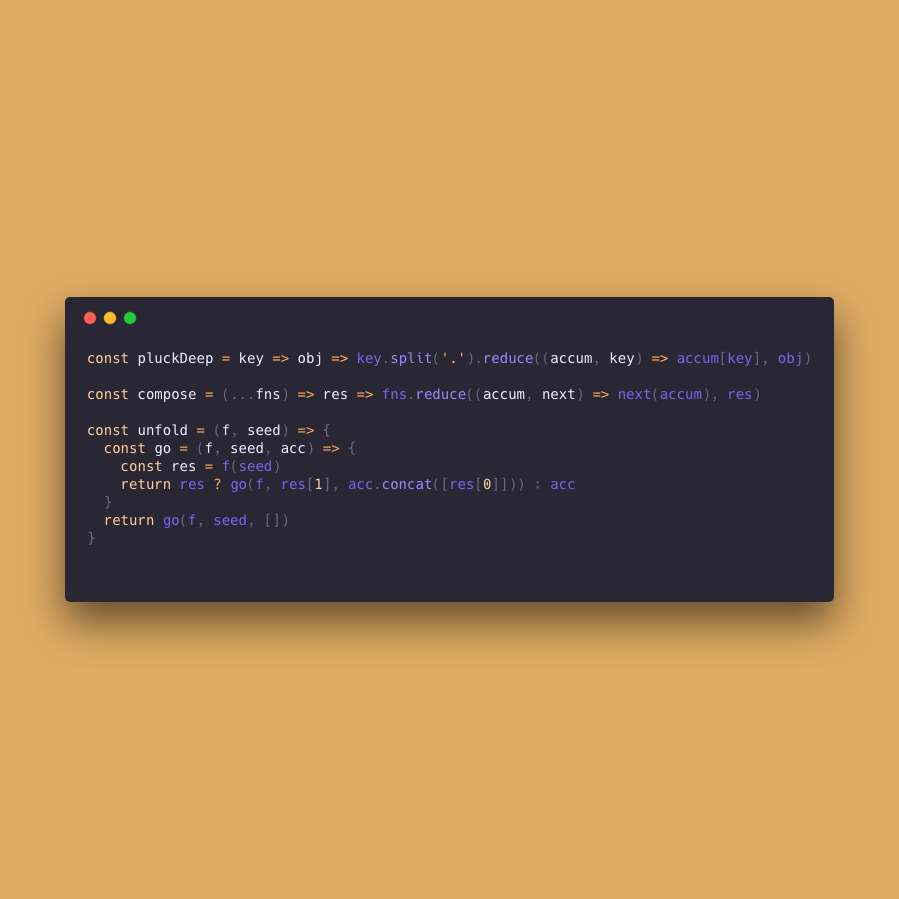 const pluckDeep = key => obj => key.split('.').reduce((accum, key) => accum[key], obj)

const compose = (...fns) => res => fns.reduce((accum, next) => next(accum), res)

const unfold = (f, seed) => {
  const go = (f, seed, acc) => {
    const res = f(seed)
    return res ? go(f, res[1], acc.concat([res[0]])) : acc
  }
  return go(f, seed, [])
}